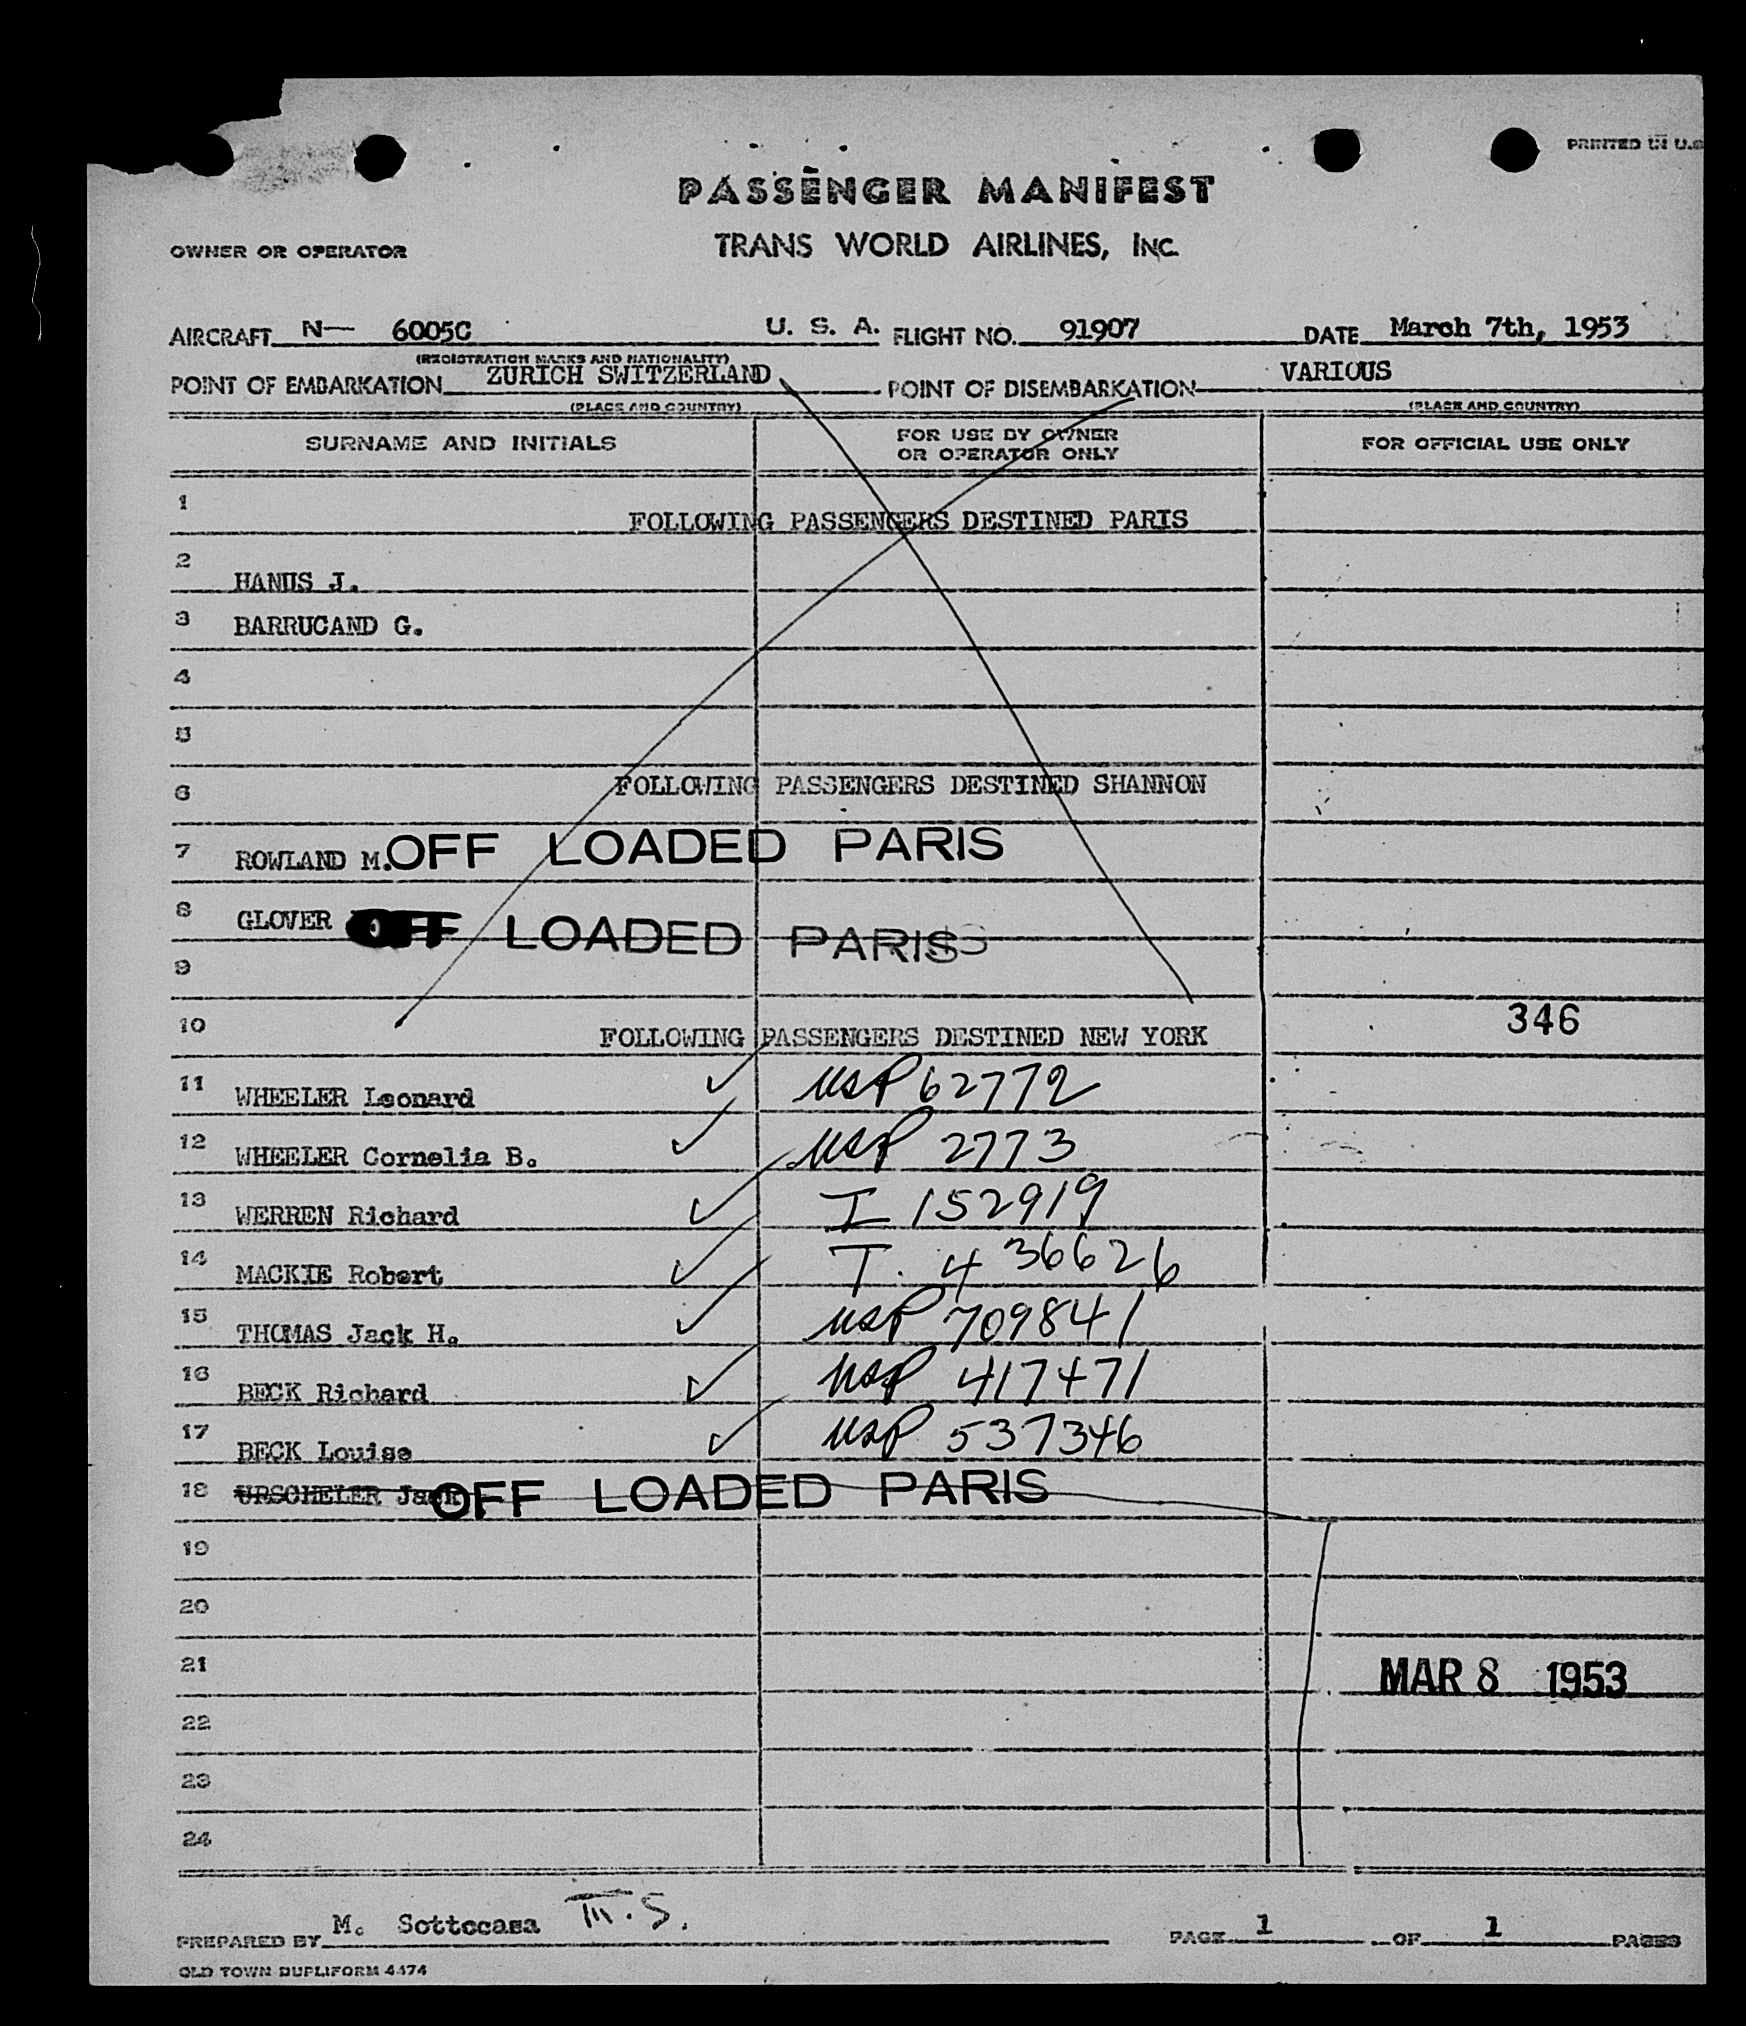 PRINTED IN U.S
PASSENGER MANIFEST
OWNER OR OPERATOR
TRANS WORLD AIRLINES, INC.
AIRCRAFT N— 6005C U. S. A. FLIGHT NO. 91907 DATE March 7th, 1953
(REGISTRATION MARKS AND NATIONALITY)
POINT OF EMBARKATION ZURICH SWITZERLAND POINT OF DISEMBARKATION VARIOUS
(PLACE AND COUNTRY) (PLACE AND COUNTRY)
SURNAME AND INITIALS FOR USE BY OWNER OR OPERATOR ONLY FOR OFFICIAL USE ONLY
1 FOLLOWING PASSENGERS DESTINED PARIS
2 HANUS J.
3 BARRUCAND G.
4
5
6 FOLLOWING PASSENGERS DESTINED SHANNON
7 ROWLAND M. OFF LOADED PARIS
8 GLOVER OFF LOADED PARIS
9
10 FOLLOWING PASSENGERS DESTINED NEW YORK 346
11 WHEELER Leonard USP 62772
12 WHEELER Cornelia B. USP 2773
13 WERREN Richard I 152919
14 MACKIE Robert T. 436626
15 THOMAS Jack H. USP 709841
16 BECK Richard USP 417471
17 BECK Louise USP 537346
18 URSCHELER Jack OFF LOADED PARIS
19
20
21 MAR 8 1953
22
23
24
PREPARED BY M. Sottocasa M.S. PAGE 1 OF 1 PAGES
OLD TOWN DUPLIFORM 4474